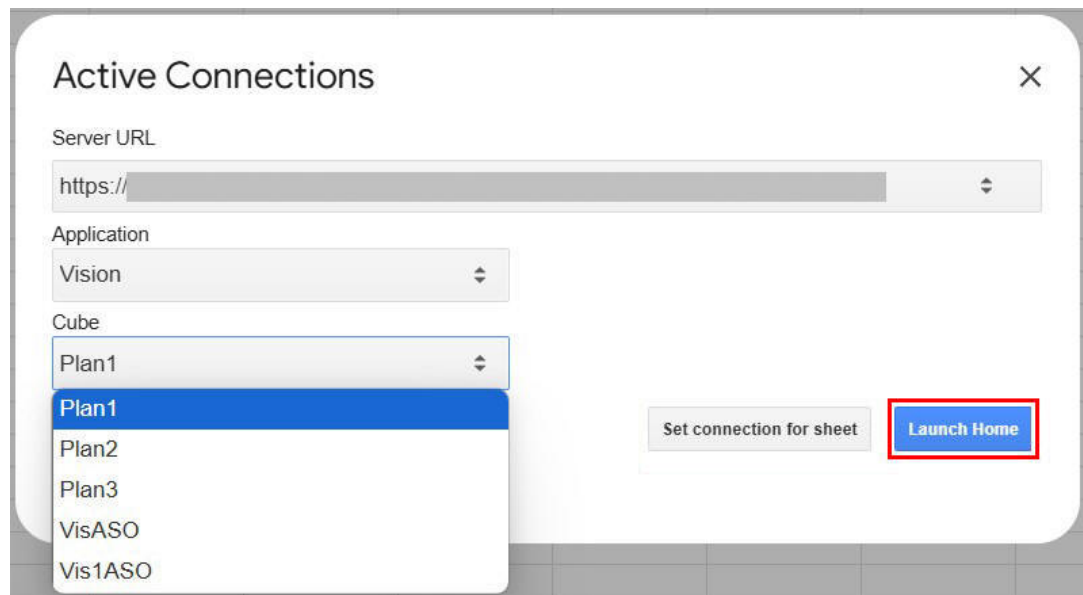 Active Connections
Server URL
https://
Application
Vision
Cube
Plan1
Plan1
Plan2
Plan3
VisASO
Vis1ASO
Set connection for sheet
Launch Home